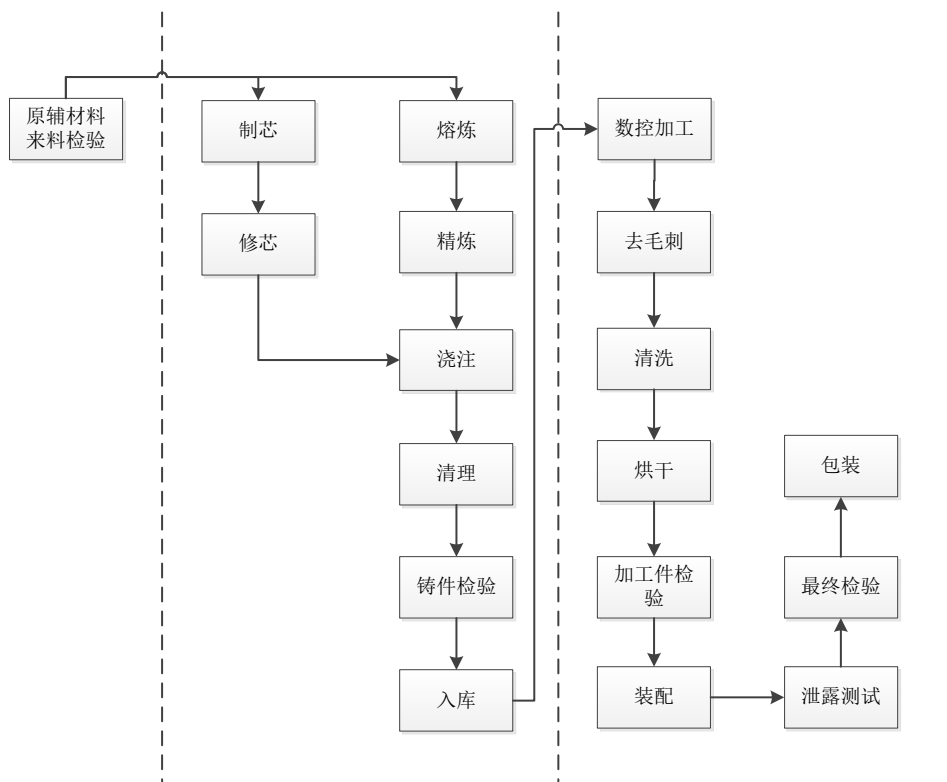 原辅材料
来料检验
制芯
修芯
熔炼
精炼
浇注
清理
铸件检验
入库
数控加工
去毛刺
清洗
烘干
加工件检
验
装配
泄露测试
最终检验
包装